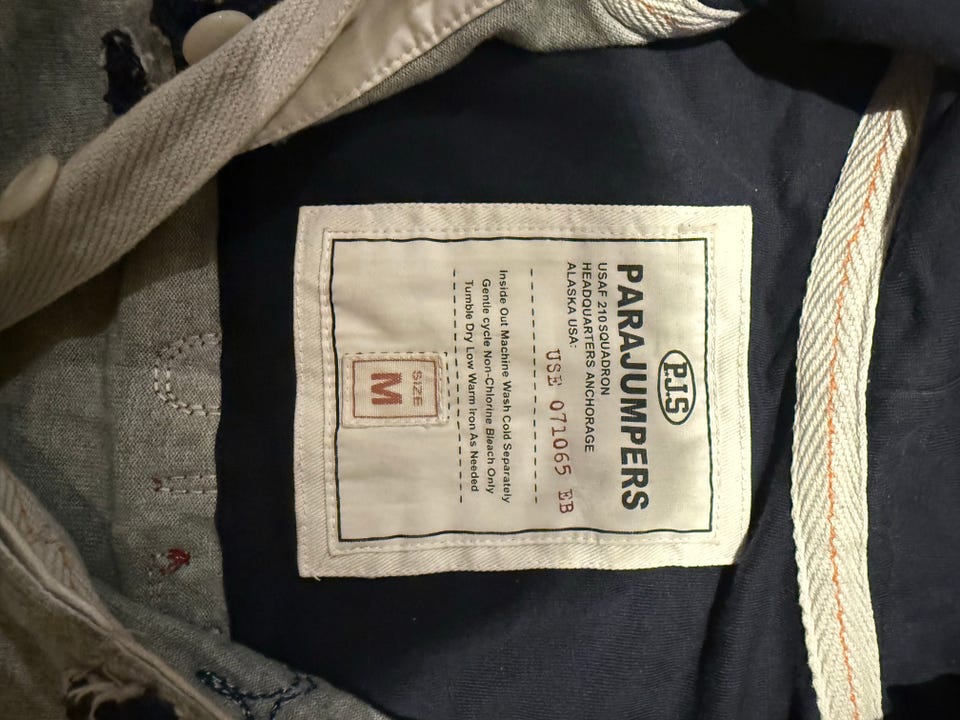 P.J.S
PARAJUMPERS
USAF 210 SQUADRON
HEADQUARTERS ANCHORAGE
ALASKA USA:
USE 071065 EB
Inside Out Machine Wash Cold Separately
Gentle cycle Non-Chlorine Bleach Only
Tumble Dry Low Warm Iron As Needed
SIZE
M